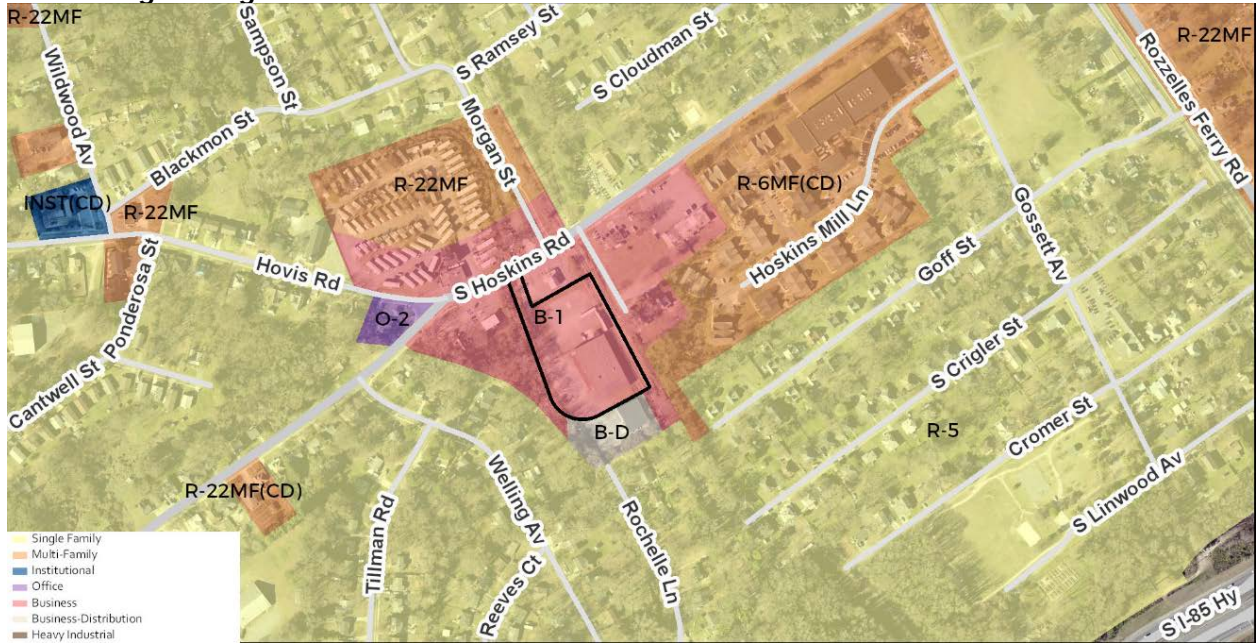 R-22MF
Wildwood Av
Sampson St
S Ramsey St
S Cloudman St
R-22MF
Rozzelles Ferry Rd
Blackmon St
Morgan St
INST(CD)
R-22MF
R-22MF
R-6MF(CD)
Hoskins Mill Ln
Gossett Av
Goff St
Hovis Rd
S Hoskins Rd
Ponderosa St
O-2
B-1
S Crigler St
Cantwell St
B-D
R-5
Cromer St
R-22MF(CD)
Tillman Rd
Welling Av
Reeves Ct
Rochelle Ln
S Linwood Av
S I-85 Hy
Single Family
Multi-Family
Institutional
Office
Business
Business-Distribution
Heavy Industrial